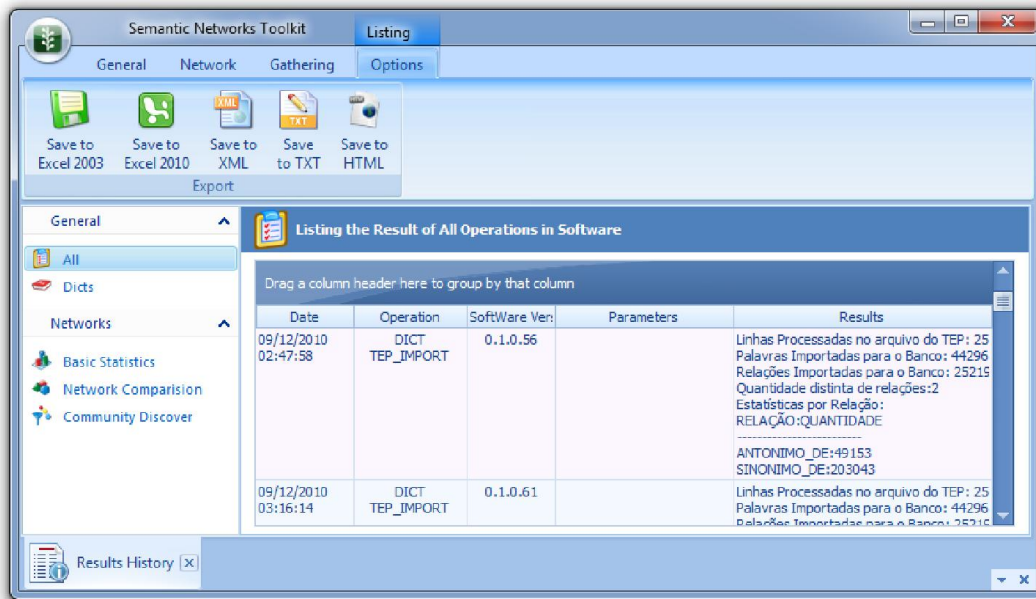 Semantic Networks Toolkit
Listing
General
Network
Gathering
Options
Save to Excel 2003
Save to Excel 2010
Save to XML
Save to TXT
Save to HTML
Export
General
All
Dicts
Networks
Basic Statistics
Network Comparision
Community Discover
Listing the Result of All Operations in Software
Drag a column header here to group by that column
Date
Operation
SoftWare Ver:
Parameters
Results
09/12/2010
02:47:58
DICT
TEP_IMPORT
0.1.0.56
Linhas Processadas no arquivo do TEP: 25
Palavras Importadas para o Banco: 44296
Relações Importadas para o Banco: 25219
Quantidade distinta de relações:2
Estatísticas por Relação:
RELAÇÃO:QUANTIDADE
-------------------------
ANTONIMO_DE:49153
SINONIMO_DE:203043
09/12/2010
03:16:14
DICT
TEP_IMPORT
0.1.0.61
Linhas Processadas no arquivo do TEP: 25
Palavras Importadas para o Banco: 44296
Relações Importadas para o Banco: 25219
Results History